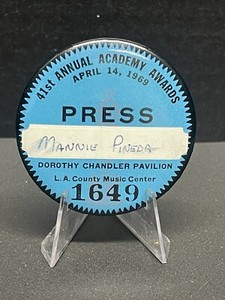 41st ANNUAL ACADEMY AWARDS
APRIL 14, 1969
PRESS
MANNIE PINEDA
DOROTHY CHANDLER PAVILION
L.A. County Music Center
1649